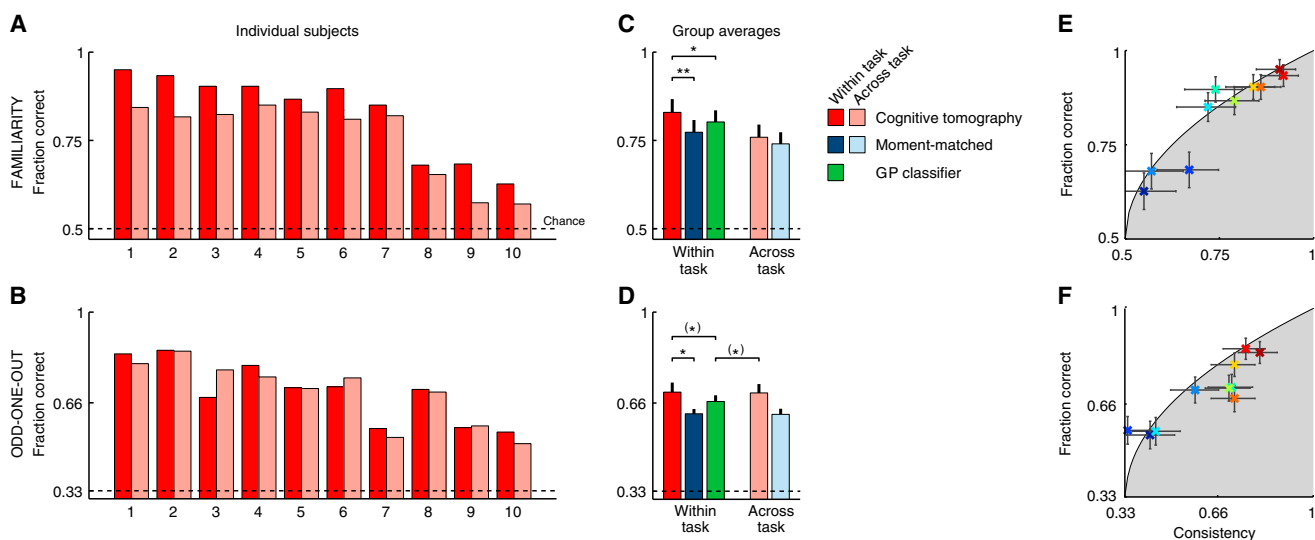 A
Individual subjects
FAMILIARITY
Fraction correct
1
0.75
0.5
Chance
1 2 3 4 5 6 7 8 9 10
B
ODD-ONE-OUT
Fraction correct
1
0.66
0.33
1 2 3 4 5 6 7 8 9 10
C
Group averages
1
0.75
0.5
*
**
Within task
Across task
Within task
Across task
Cognitive tomography
Moment-matched
GP classifier
D
1
0.66
0.33
(*)
*
(*)
Within task
Across task
E
Fraction correct
1
0.75
0.5
0.5 0.75 1
F
Fraction correct
1
0.66
0.33
0.33 0.66 1
Consistency